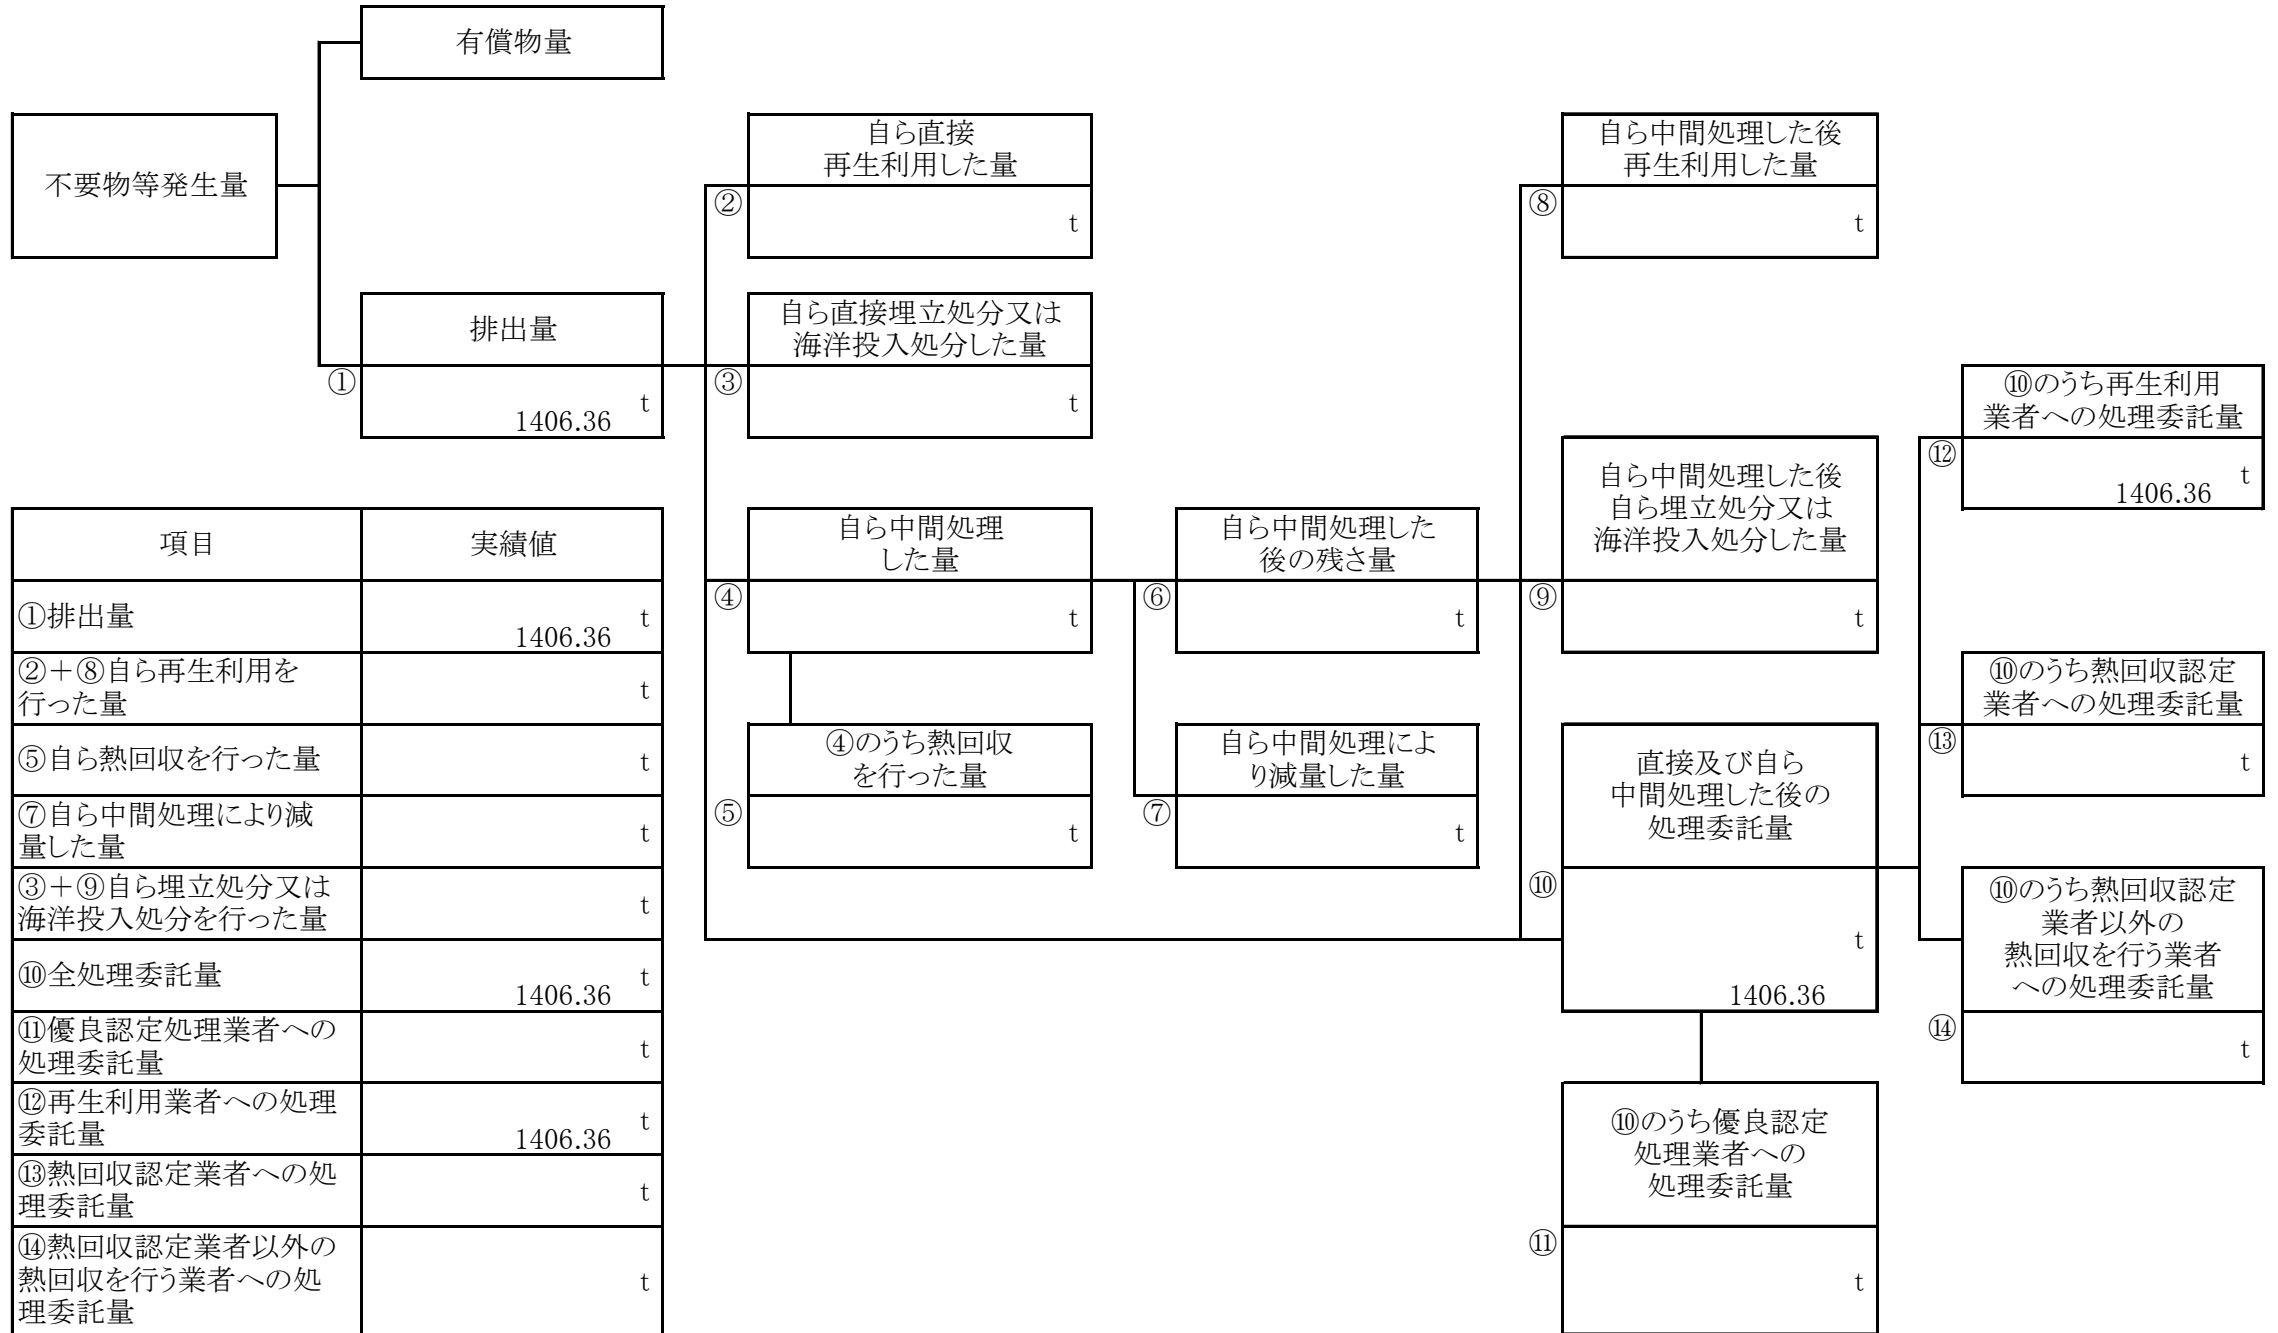 有償物量
不要物等発生量
自ら直接
再生利用した量
②
t
自ら中間処理した後
再生利用した量
⑧
t
排出量
①
t
1406.36
自ら直接埋立処分又は
海洋投入処分した量
③
t
⑩のうち再生利用
業者への処理委託量
⑫
t
1406.36
自ら中間処理
した量
④
t
自ら中間処理した
後の残さ量
⑥
t
自ら中間処理した後
自ら埋立処分又は
海洋投入処分した量
⑨
t
⑩のうち熱回収認定
業者への処理委託量
⑬
t
④のうち熱回収
を行った量
⑤
t
自ら中間処理によ
り減量した量
⑦
t
直接及び自ら
中間処理した後の
処理委託量
⑩
t
1406.36
⑩のうち熱回収認定
業者以外の
熱回収を行う業者
への処理委託量
⑭
t
⑩のうち優良認定
処理業者への
処理委託量
⑪
t
項目
実績値
①排出量
t
1406.36
②＋⑧自ら再生利用を
行った量
t
⑤自ら熱回収を行った量
t
⑦自ら中間処理により減
量した量
t
③＋⑨自ら埋立処分又は
海洋投入処分を行った量
t
⑩全処理委託量
t
1406.36
⑪優良認定処理業者への
処理委託量
t
⑫再生利用業者への処理
委託量
t
1406.36
⑬熱回収認定業者への処
理委託量
t
⑭熱回収認定業者以外の
熱回収を行う業者への処
理委託量
t